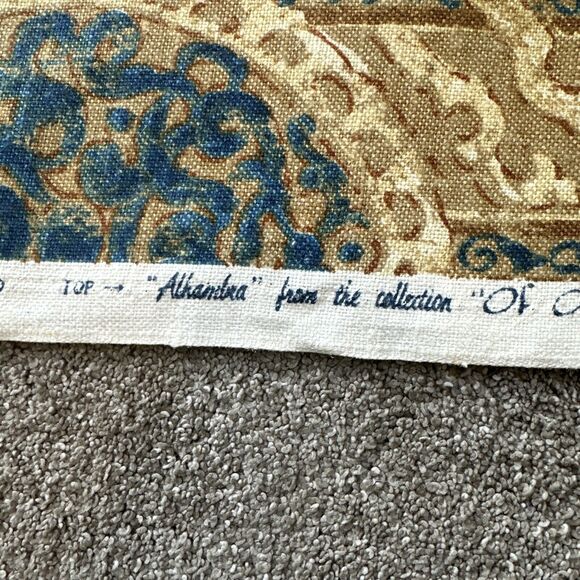 TOP → "Alhambra" from the collection "Of